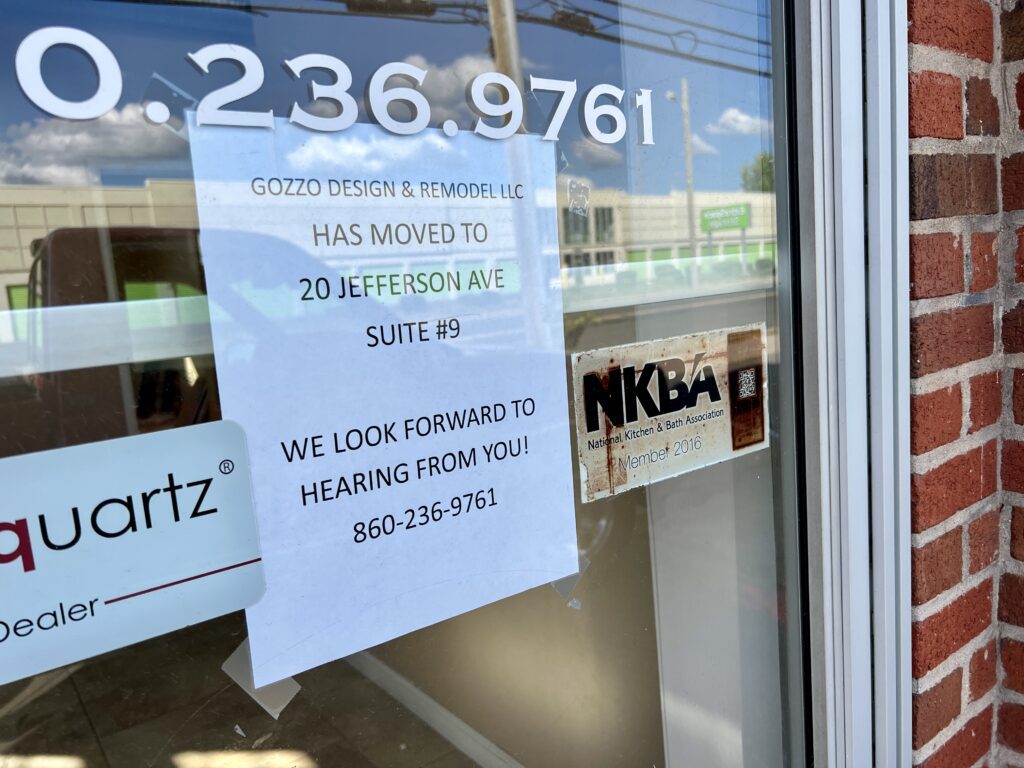 0.236.9761
GOZZO DESIGN & REMODEL LLC
HAS MOVED TO
20 JEFFERSON AVE
SUITE #9
WE LOOK FORWARD TO
HEARING FROM YOU!
860-236-9761
NKBA
National Kitchen & Bath Association
Member 2016
quartz®
Dealer